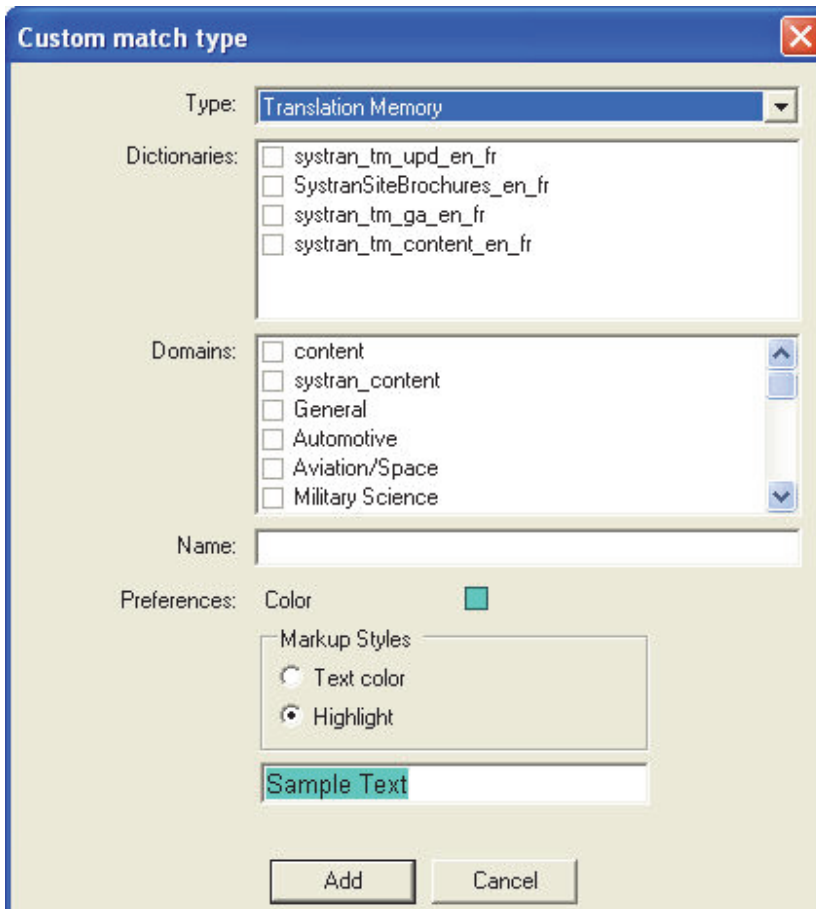 Custom match type
Type: Translation Memory
Dictionaries: systran_tm_upd_en_fr
SystranSiteBrochures_en_fr
systran_tm_ga_en_fr
systran_tm_content_en_fr
Domains: content
systran_content
General
Automotive
Aviation/Space
Military Science
Name:
Preferences: Color
Markup Styles
Text color
Highlight
Sample Text
Add Cancel